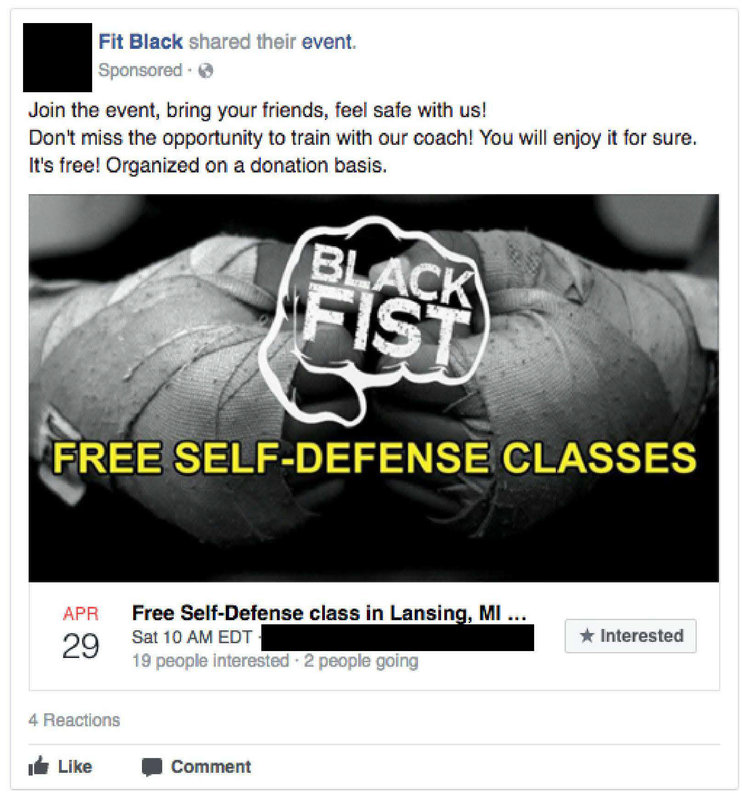 Fit Black shared their event.
Sponsored ·
Join the event, bring your friends, feel safe with us!
Don't miss the opportunity to train with our coach! You will enjoy it for sure.
It's free! Organized on a donation basis.
BLACK
FIST
FREE SELF-DEFENSE CLASSES
APR
29
Free Self-Defense class in Lansing, MI ...
Sat 10 AM EDT ·
19 people interested · 2 people going
★ Interested
4 Reactions
Like Comment